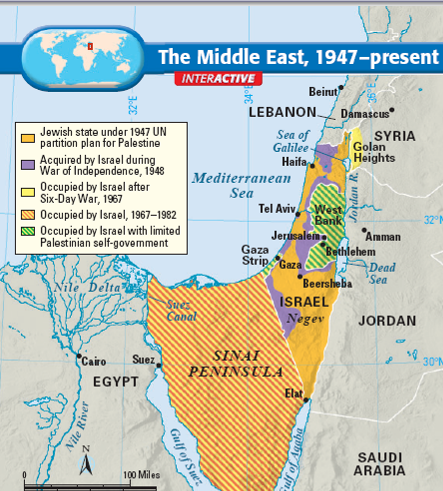 The Middle East, 1947–present
INTERACTIVE
32°E
34°E
36°E
Beirut
LEBANON
Damascus
SYRIA
Sea of
Galilee
Golan
Heights
Haifa
Jewish state under 1947 UN
partition plan for Palestine
Acquired by Israel during
War of Independence, 1948
Occupied by Israel after
Six-Day War, 1967
Occupied by Israel, 1967–1982
Occupied by Israel with limited
Palestinian self-government
Mediterranean
Sea
Jordan R.
Tel Aviv
West
Bank
32°N
Jerusalem
Amman
Gaza
Strip
Bethlehem
Gaza
Dead
Sea
Beersheba
Nile Delta
Suez
Canal
ISRAEL
Negev
JORDAN
Cairo
Suez
SINAI
PENINSULA
30°N
EGYPT
Elat
Nile River
Gulf of Suez
Gulf of Aqaba
N
SAUDI
ARABIA
0
100 Miles